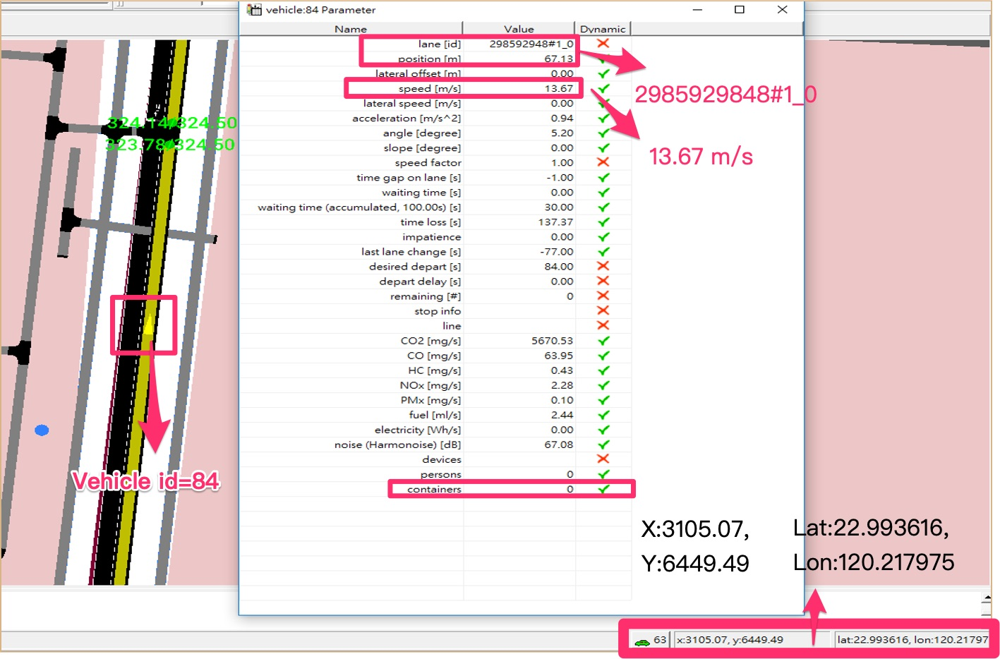 vehicle:84 Parameter
Name Value Dynamic
lane [id] 298592948#1_0
position [m] 67.13
lateral offset [m] 0.00
speed [m/s] 13.67
lateral speed [m/s] 0.00
acceleration [m/s^2] 0.94
angle [degree] 5.20
slope [degree] 0.00
speed factor 1.00
time gap on lane [s] -1.00
waiting time [s] 0.00
waiting time (accumulated, 100.00s) [s] 30.00
time loss [s] 137.37
impatience 0.00
last lane change [s] -77.00
desired depart [s] 84.00
depart delay [s] 0.00
remaining [#] 0
stop info
line
CO2 [mg/s] 5670.53
CO [mg/s] 63.95
HC [mg/s] 0.43
NOx [mg/s] 2.28
PMx [mg/s] 0.10
fuel [ml/s] 2.44
electricity [Wh/s] 0.00
noise (Harmonoise) [dB] 67.08
devices
persons 0
containers 0
2985929848#1_0
13.67 m/s
324.14/324.50
323.78/324.50
Vehicle id=84
X:3105.07,
Y:6449.49
Lat:22.993616,
Lon:120.217975
63
x:3105.07, y:6449.49
lat:22.993616, lon:120.21797